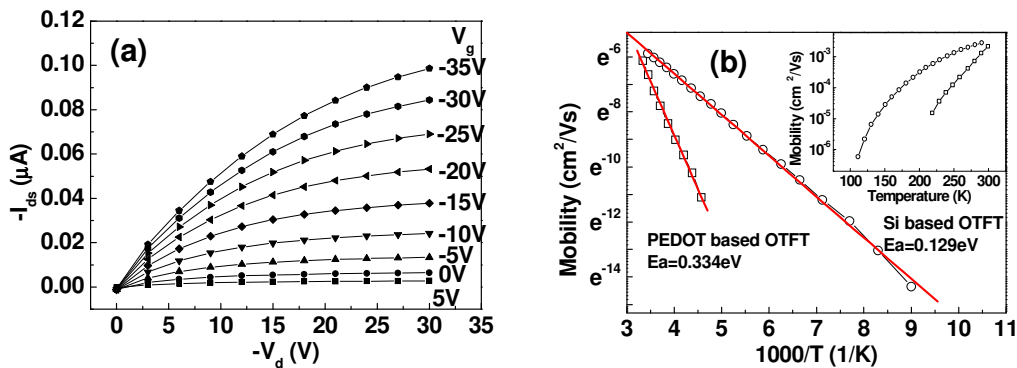 (a)
V_g
-35V
-30V
-25V
-20V
-15V
-10V
-5V
0V
5V
0.12
0.10
0.08
0.06
0.04
0.02
0.00
-I_ds (μA)
0 5 10 15 20 25 30 35
-V_d (V)
(b)
e^-6
e^-8
e^-10
e^-12
e^-14
Mobility (cm²/Vs)
3 4 5 6 7 8 9 10 11
1000/T (1/K)
PEDOT based OTFT
Ea=0.334eV
Si based OTFT
Ea=0.129eV
10^-3
10^-4
10^-5
10^-6
Mobility (cm²/Vs)
100 150 200 250 300
Temperature (K)